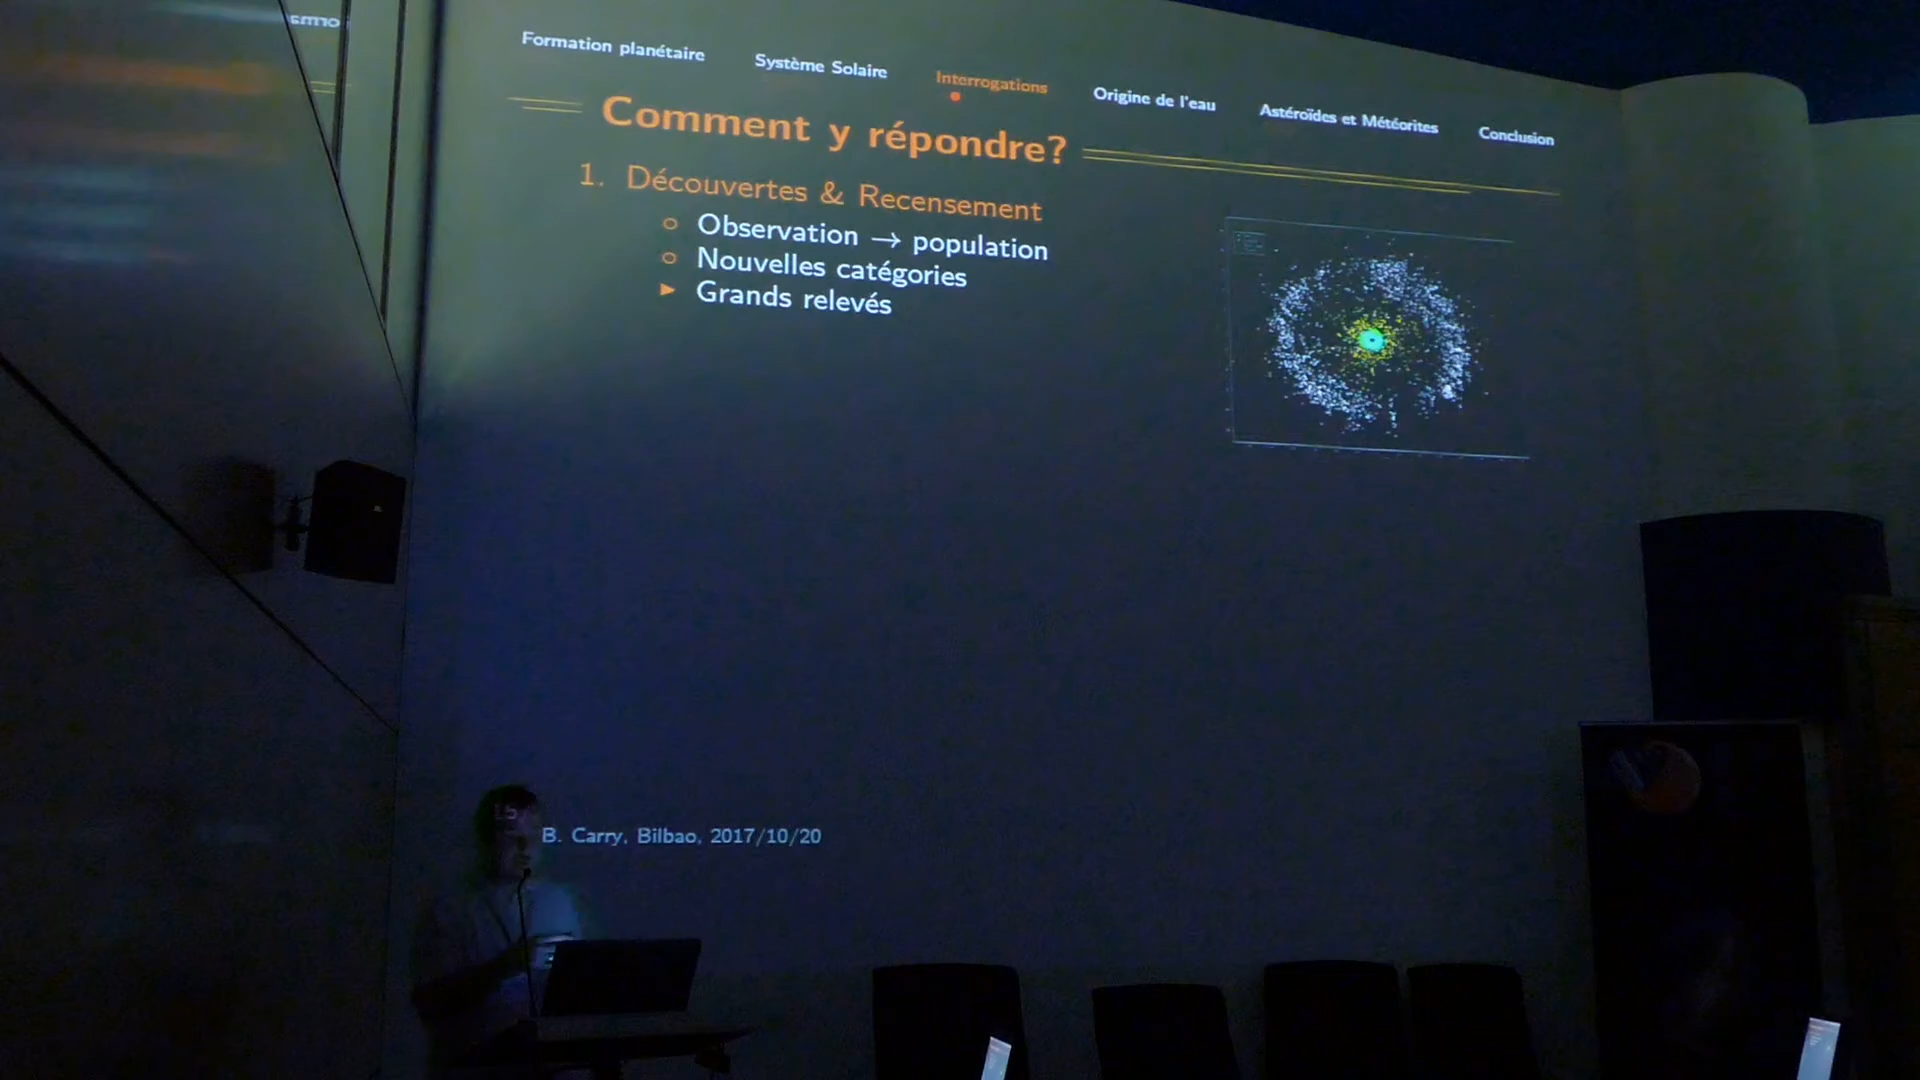 Formation planétaire Système Solaire Interrogations Origine de l'eau Astéroïdes et Météorites Conclusion
Comment y répondre?
1. Découvertes & Recensement
Observation → population
Nouvelles catégories
Grands relevés
B. Carry, Bilbao, 2017/10/20